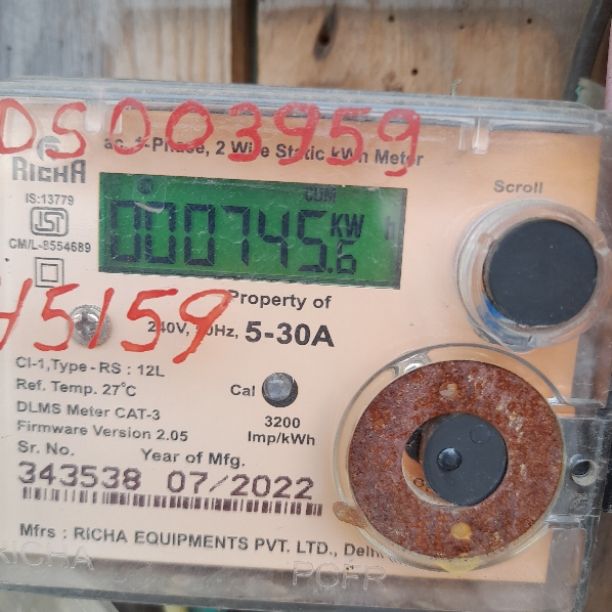 DS003959
ac, 1-Phase, 2 Wire Static kWh Meter
RICHA
IS:13779
CM/L-8554689
CUM
000745.6 KW h
Scroll
45159
Property of
240V, 50Hz, 5-30A
Cl-1,Type - RS : 12L
Ref. Temp. 27°C
DLMS Meter CAT-3
Firmware Version 2.05
Cal
3200
Imp/kWh
Sr. No. Year of Mfg.
343538 07/2022
Mfrs : RICHA EQUIPMENTS PVT. LTD., Delhi
RICHA